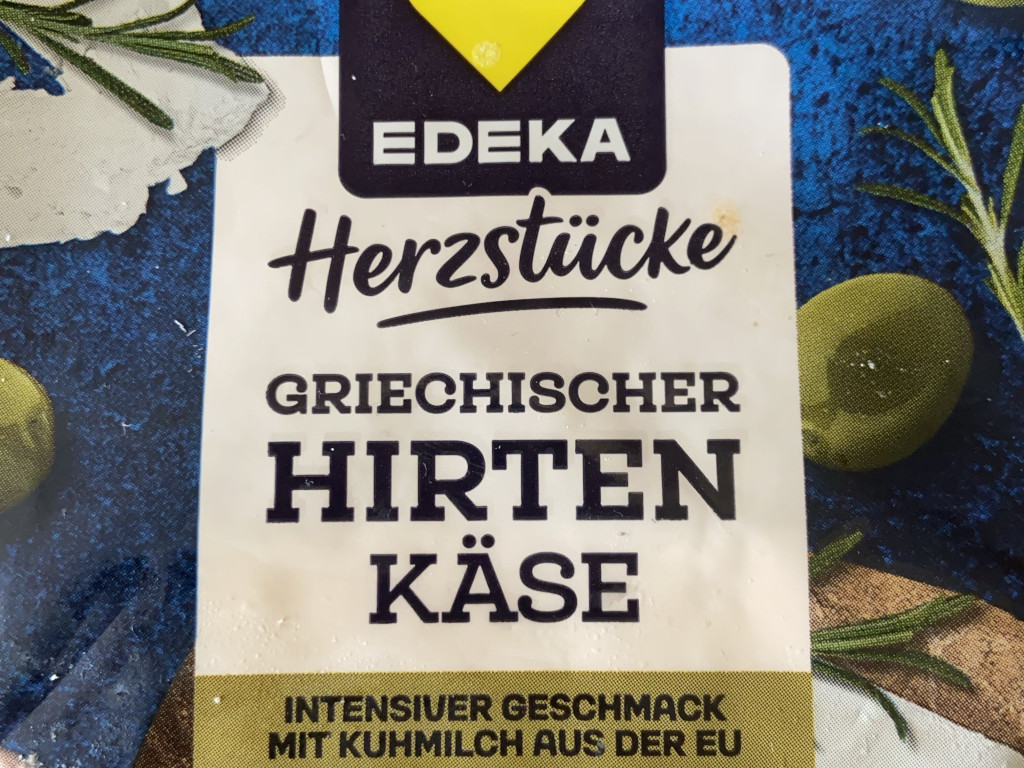 EDEKA
Herzstücke
GRIECHISCHER
HIRTEN
KÄSE
INTENSIVER GESCHMACK
MIT KUHMILCH AUS DER EU